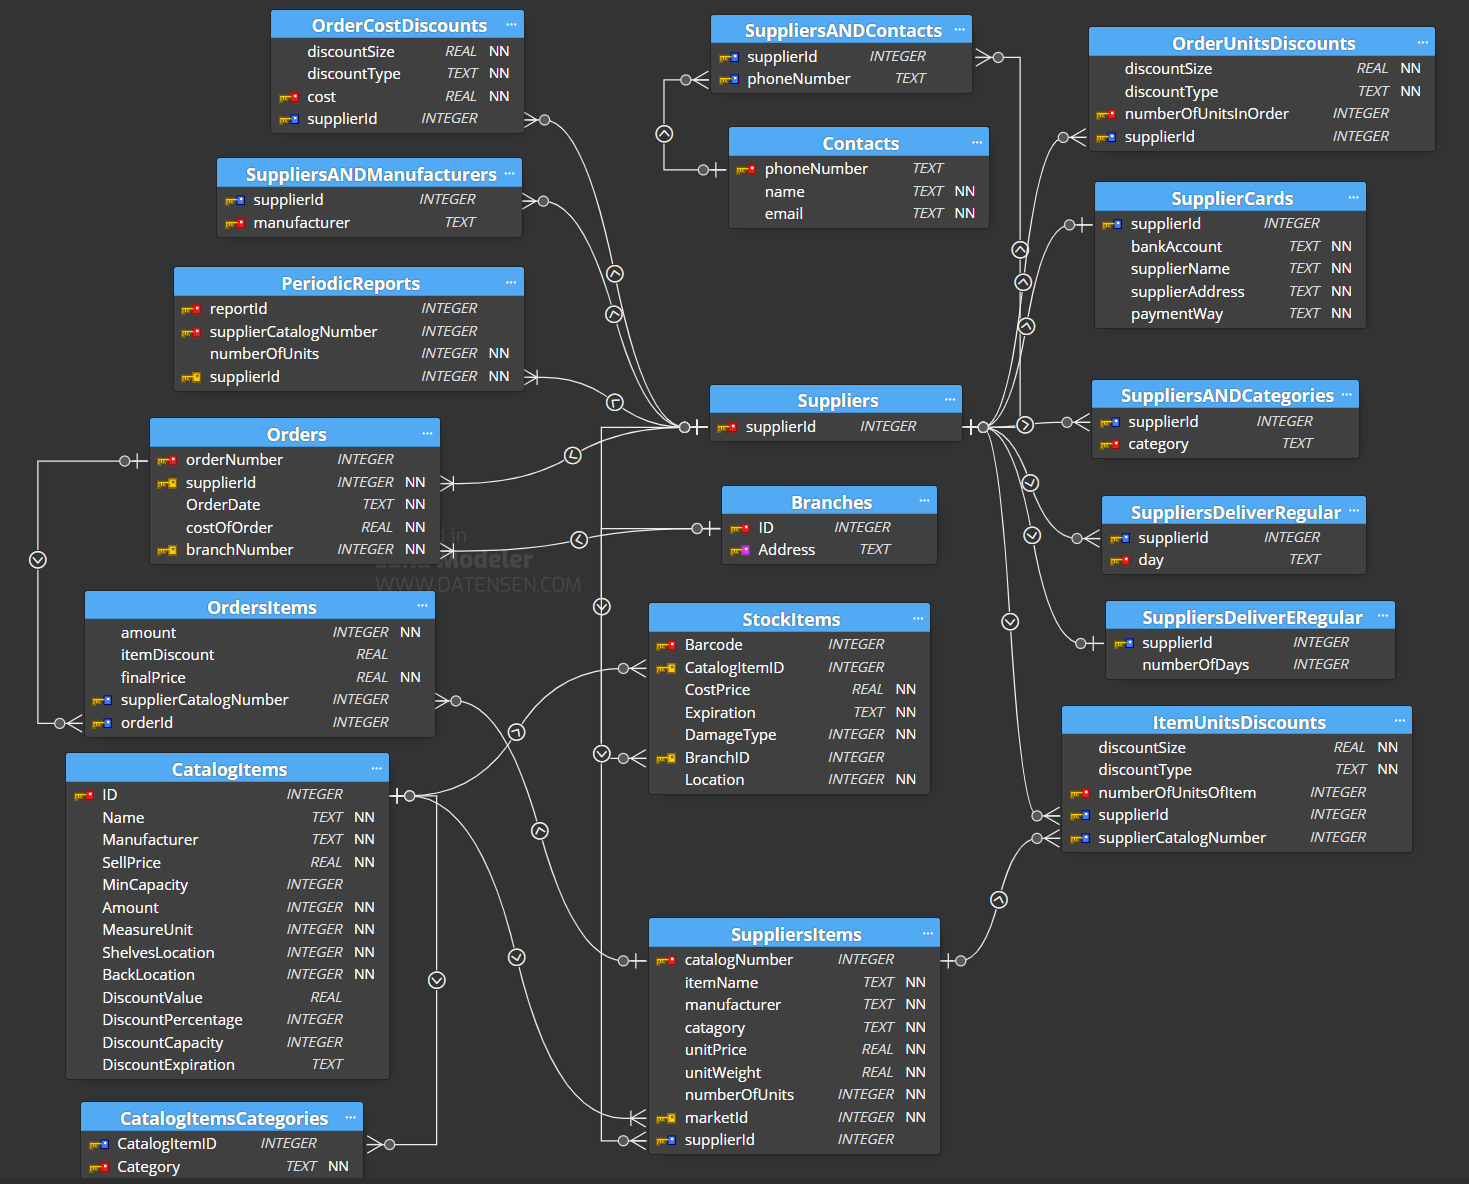 OrderCostDiscounts ...
discountSize REAL NN
discountType TEXT NN
cost REAL NN
supplierId INTEGER
SuppliersANDContacts ...
supplierId INTEGER
phoneNumber TEXT
OrderUnitsDiscounts ...
discountSize REAL NN
discountType TEXT NN
numberOfUnitsInOrder INTEGER
supplierId INTEGER
Contacts ...
phoneNumber TEXT
name TEXT NN
email TEXT NN
SuppliersANDManufacturers ...
supplierId INTEGER
manufacturer TEXT
SupplierCards ...
supplierId INTEGER
bankAccount TEXT NN
supplierName TEXT NN
supplierAddress TEXT NN
paymentWay TEXT NN
PeriodicReports ...
reportId INTEGER
supplierCatalogNumber INTEGER
numberOfUnits INTEGER NN
supplierId INTEGER NN
Suppliers ...
supplierId INTEGER
SuppliersANDCategories ...
supplierId INTEGER
category TEXT
Orders ...
orderNumber INTEGER
supplierId INTEGER NN
OrderDate TEXT NN
costOfOrder REAL NN
branchNumber INTEGER NN
Branches ...
ID INTEGER
Address TEXT
SuppliersDeliverRegular ...
supplierId INTEGER
day TEXT
in
Modeler
WWW.DATENSEN.COM
OrdersItems ...
amount INTEGER NN
itemDiscount REAL
finalPrice REAL NN
supplierCatalogNumber INTEGER
orderId INTEGER
StockItems ...
Barcode INTEGER
CatalogItemID INTEGER
CostPrice REAL NN
Expiration TEXT NN
DamageType INTEGER NN
BranchID INTEGER
Location INTEGER NN
SuppliersDeliverERegular ...
supplierId INTEGER
numberOfDays INTEGER
ItemUnitsDiscounts ...
discountSize REAL NN
discountType TEXT NN
numberOfUnitsOfItem INTEGER
supplierId INTEGER
supplierCatalogNumber INTEGER
CatalogItems ...
ID INTEGER
Name TEXT NN
Manufacturer TEXT NN
SellPrice REAL NN
MinCapacity INTEGER
Amount INTEGER NN
MeasureUnit INTEGER NN
ShelvesLocation INTEGER NN
BackLocation INTEGER NN
DiscountValue REAL
DiscountPercentage INTEGER
DiscountCapacity INTEGER
DiscountExpiration TEXT
SuppliersItems ...
catalogNumber INTEGER
itemName TEXT NN
manufacturer TEXT NN
catagory TEXT NN
unitPrice REAL NN
unitWeight REAL NN
numberOfUnits INTEGER NN
marketId INTEGER NN
supplierId INTEGER
CatalogItemsCategories ...
CatalogItemID INTEGER
Category TEXT NN